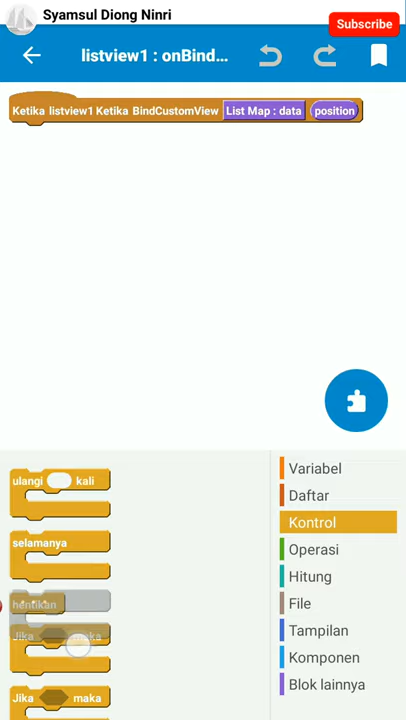 Syamsul Diong Ninri
Subscribe
listview1 : onBind...
Ketika listview1 Ketika BindCustomView List Map : data position
ulangi kali
selamanya
hentikan
Jika maka
Jika maka
Variabel
Daftar
Kontrol
Operasi
Hitung
File
Tampilan
Komponen
Blok lainnya